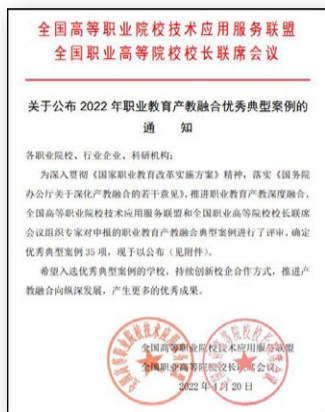 全国高等职业院校技术应用服务联盟
全国职业高等院校校长联席会议
关于公布 2022 年职业教育产教融合优秀典型案例的
通 知
各职业院校、行业企业、科研机构：
为深入贯彻《国家职业教育改革实施方案》精神，落实《国务院
办公厅关于深化产教融合的若干意见》，推进职业教育产教深度融合，
全国高等职业院校技术应用服务联盟和全国职业高等院校校长联席
会议组织专家对申报的职业教育产教融合典型案例进行了评审，确定
优秀典型案例 35 项，现予以公布（见附件）。
希望入选优秀典型案例的学校，持续创新校企合作方式，推进产
教融合向纵深发展，产生更多的优秀成果。
全国高等职业院校技术应用服务联盟
全国职业高等院校校长联席会议
2022 年 月 20 日